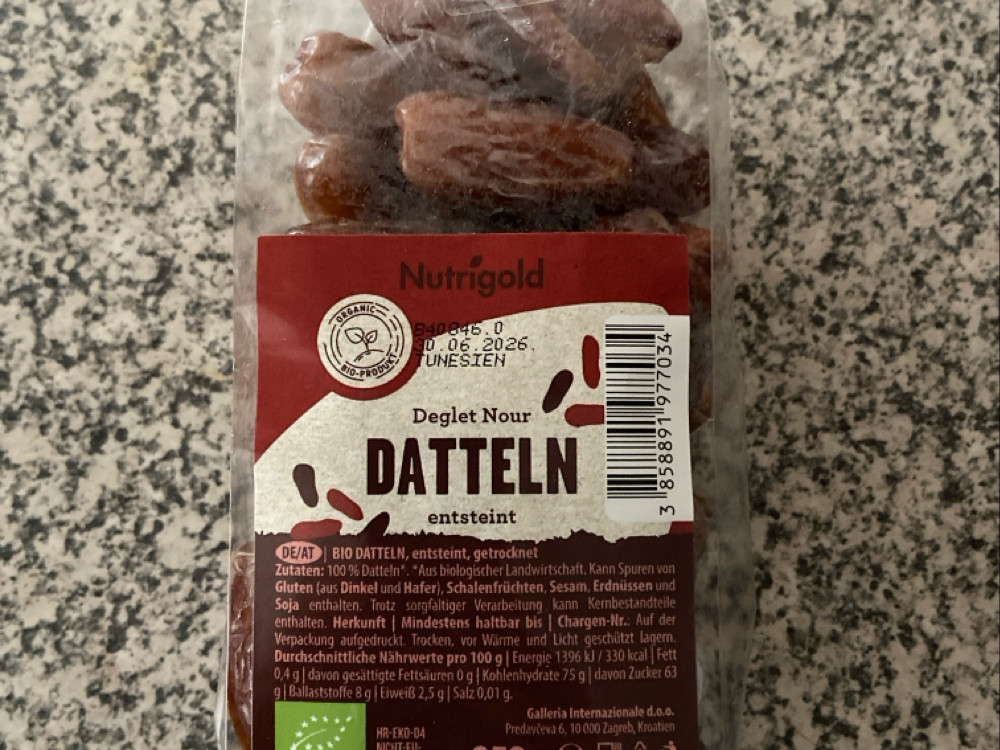 Nutrigold
ORGANIC
BIO-PRODUKT
B40846.0
30.06.2026.
TUNESIEN
3 858891 977034
Deglet Nour
DATTELN
entsteint
DE/AT | BIO DATTELN, entsteint, getrocknet
Zutaten: 100 % Datteln*. *Aus biologischer Landwirtschaft. Kann Spuren von
Gluten (aus Dinkel und Hafer), Schalenfrüchten, Sesam, Erdnüssen und
Soja enthalten. Trotz sorgfältiger Verarbeitung kann Kernbestandteile
enthalten. Herkunft | Mindestens haltbar bis | Chargen-Nr.: Auf der
Verpackung aufgedruckt. Trocken, vor Wärme und Licht geschützt lagern.
Durchschnittliche Nährwerte pro 100 g | Energie 1396 kJ / 330 kcal | Fett
0,4 g | davon gesättigte Fettsäuren 0 g | Kohlenhydrate 75 g | davon Zucker 63
g | Ballaststoffe 8 g | Eiweiß 2,5 g | Salz 0,01 g.
Galleria Internazionale d.o.o.
Predavčeva 6, 10 000 Zagreb, Kroatien
HR-EKO-04
NICHT-EU-